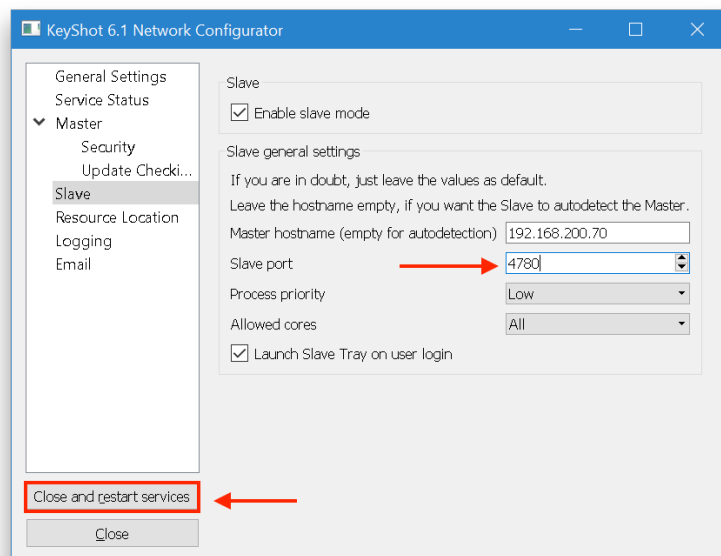 KeyShot 6.1 Network Configurator
General Settings
Service Status
Master
Security
Update Checki...
Slave
Resource Location
Logging
Email
Slave
Enable slave mode
Slave general settings
If you are in doubt, just leave the values as default.
Leave the hostname empty, if you want the Slave to autodetect the Master.
Master hostname (empty for autodetection) 192.168.200.70
Slave port 4780
Process priority Low
Allowed cores All
Launch Slave Tray on user login
Close and restart services
Close